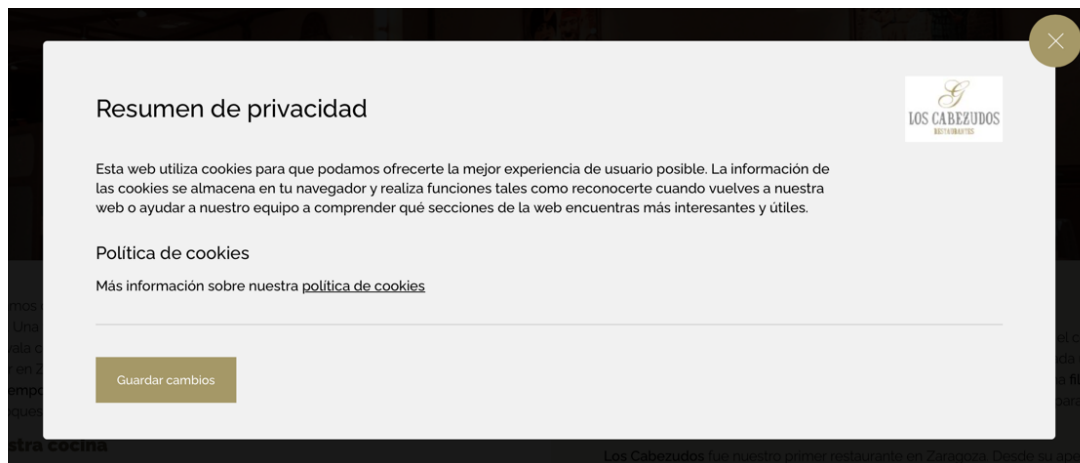 Resumen de privacidad
G
LOS CABEZUDOS
RESTAURANTES
Esta web utiliza cookies para que podamos ofrecerte la mejor experiencia de usuario posible. La información de
las cookies se almacena en tu navegador y realiza funciones tales como reconocerte cuando vuelves a nuestra
web o ayudar a nuestro equipo a comprender qué secciones de la web encuentras más interesantes y útiles.
Política de cookies
Más información sobre nuestra política de cookies
Guardar cambios
Una
cocina
Los Cabezudos fue nuestro primer restaurante en Zaragoza. Desde su